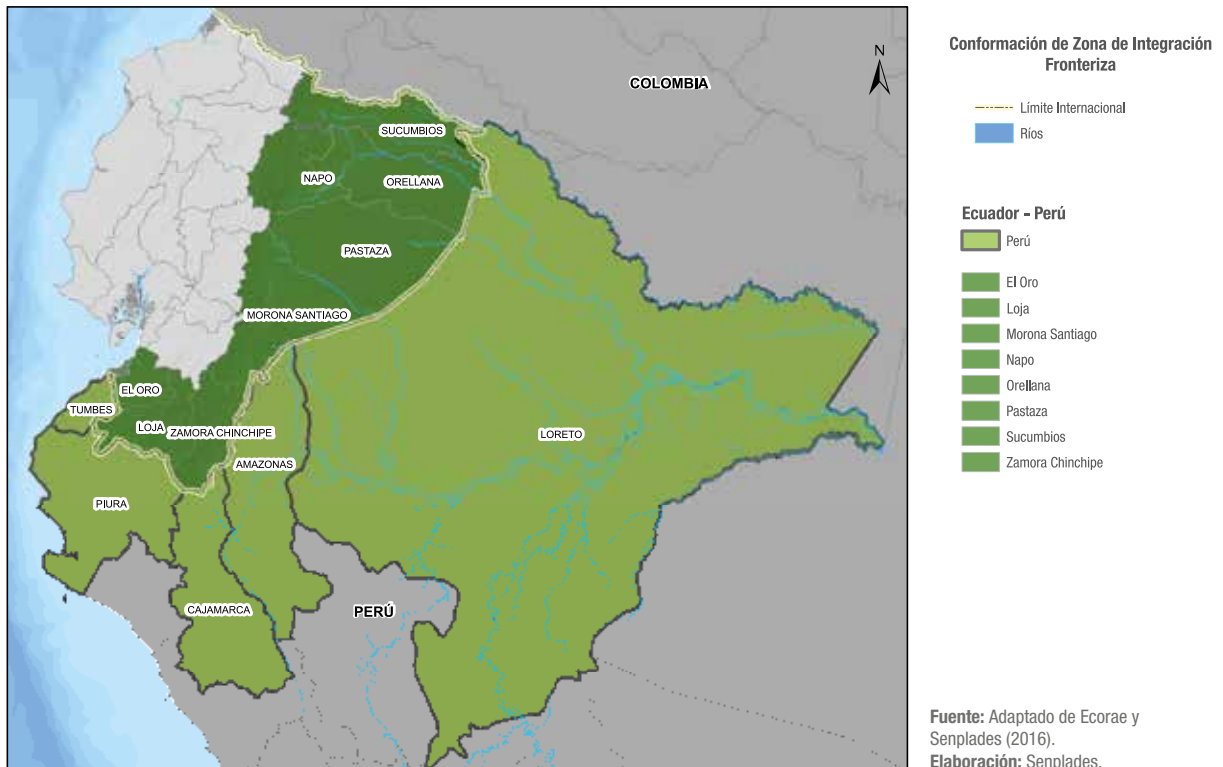 N
COLOMBIA
SUCUMBIOS
NAPO
ORELLANA
PASTAZA
MORONA SANTIAGO
EL ORO
TUMBES
LOJA
ZAMORA CHINCHIPE
LORETO
AMAZONAS
PIURA
CAJAMARCA
PERÚ
Conformación de Zona de Integración
Fronteriza
Límite Internacional
Ríos
Ecuador - Perú
Perú
El Oro
Loja
Morona Santiago
Napo
Orellana
Pastaza
Sucumbios
Zamora Chinchipe
Fuente: Adaptado de Ecorae y
Senplades (2016).
Elaboración: Senplades.